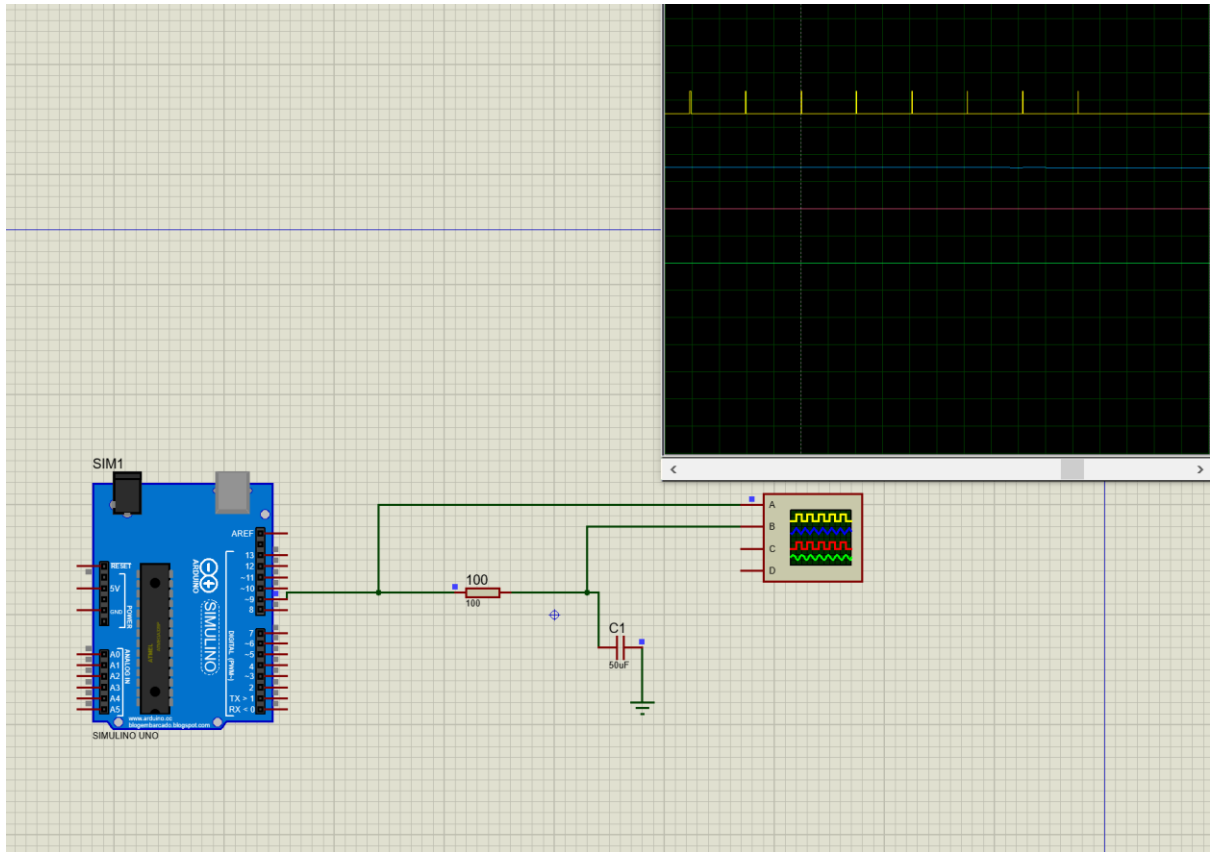 SIM1
AREF
13
12
~11
~10
~9
8
RESET
5V
GND
POWER
ARDUINO
SIMULINO
DIGITAL (PWM~)
ANALOG IN
7
~6
~5
4
~3
2
TX > 1
RX < 0
A0
A1
A2
A3
A4
A5
www.arduino.cc
blogembarcado.blogspot.com
SIMULINO UNO
100
100
C1
50uF
A
B
C
D